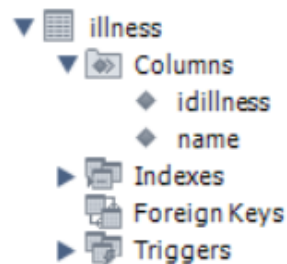 illness
Columns
idillness
name
Indexes
Foreign Keys
Triggers